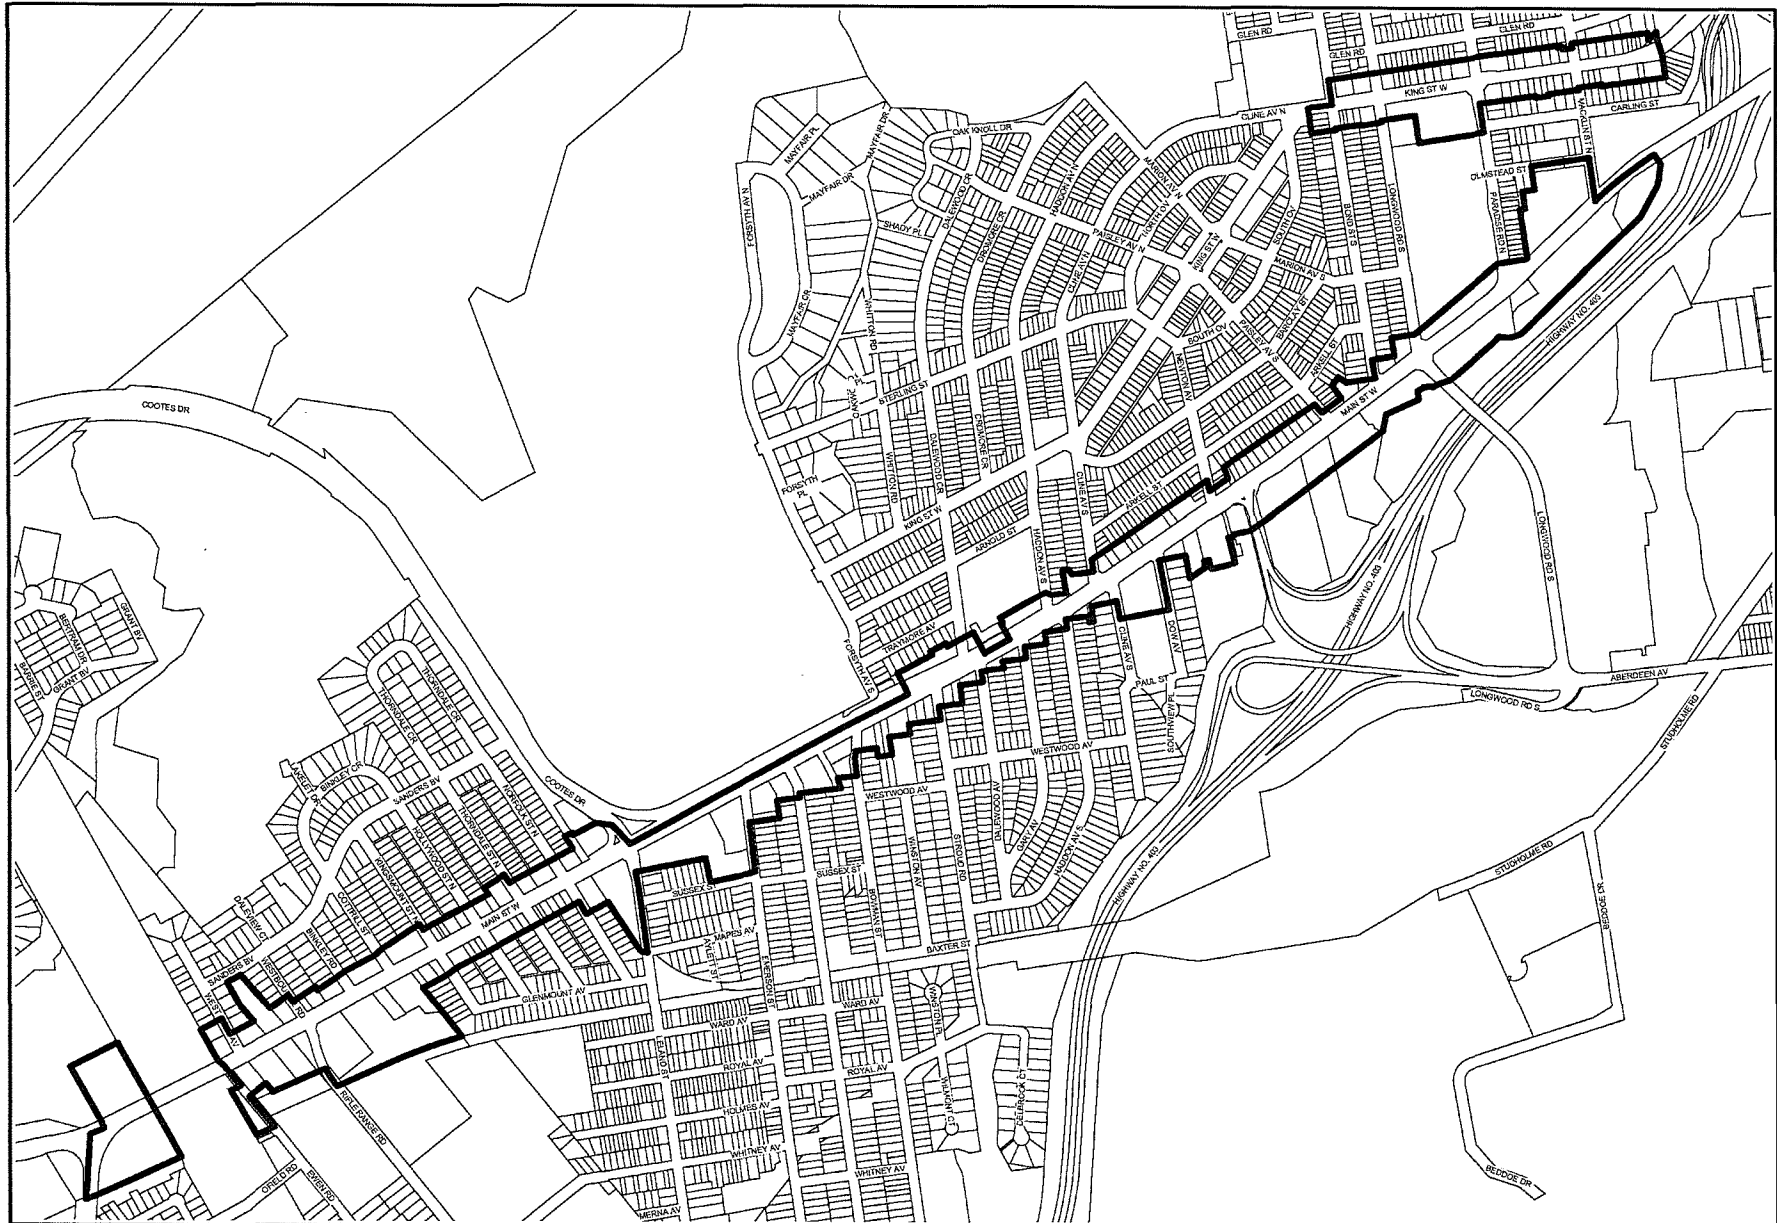 GLEN RD
GLEN RD
GLEN RD
KING ST W
MACKLIN ST N
CARLING ST
CLINE AV N
OAK KNOLL DR
MAYFAIR PL
MAYFAIR DR
MAYFAIR DR
FORSYTH AV N
SHADY PL
DALEWOOD CR
HADDON AV
MARION AV N
NORTH OV
SOUTH OV
PAISLEY AV N
KING ST W
OLMSTEAD ST
PARADISE RD N
LONGWOOD RD S
BOND ST S
DROMORE CR
CLINE AV N
MARION AV S
MAYFAIR CR
WHITTON RD
BARCLAY ST
SOUTH OV
PAISLEY AV S
ARKELL ST
NEWTON AV
HIGHWAY NO. 403
STERLING ST
MAIN ST W
COOTES DR
DROMORE CR
DALEWOOD CR
WHITTON RD
FORSYTH PL
CLINE AV S
ARKELL ST
KING ST W
ARNOLD ST
HADDON AV S
LONGWOOD RD S
HIGHWAY NO. 403
GRANT BV
BERTRAM DR
BARRIE ST
GRANT BV
TRAYMORE AV
FORSYTH AV S
CLINE AV S
DOW AV
PAUL ST
SOUTHVIEW PL
ABERDEEN AV
LONGWOOD RD S
STUDHOLME RD
THORNDALE CR
THORNDALE CR
WESTWOOD AV
LAKELET DR
BINKLEY CR
SANDERS BV
COOTES DR
WESTWOOD AV
NORFOLK ST N
THORNDALE ST N
HOLLYWOOD ST N
KINGSMOUNT ST N
COTTRILL ST
DALEWOOD AV
GARY AV
HADDON AV S
STROUD RD
WINSTON AV
BOWMAN ST
SUSSEX ST
SUSSEX ST
HIGHWAY NO. 403
STUDHOLME RD
BEDDOE DR
MAIN ST W
DALEVIEW CT
BINKLEY RD
SANDERS BV
MAPES AV
AYLETT ST
EMERSON ST
BAXTER ST
GLENMOUNT AV
WARD AV
WARD AV
LELAND ST
ROYAL AV
ROYAL AV
HOLMES AV
WHITNEY AV
WHITNEY AV
WILMONT CT
RIFLE RANGE RD
OFIELD RD
EWEN RD
MERNA AV
BEDDOE DR